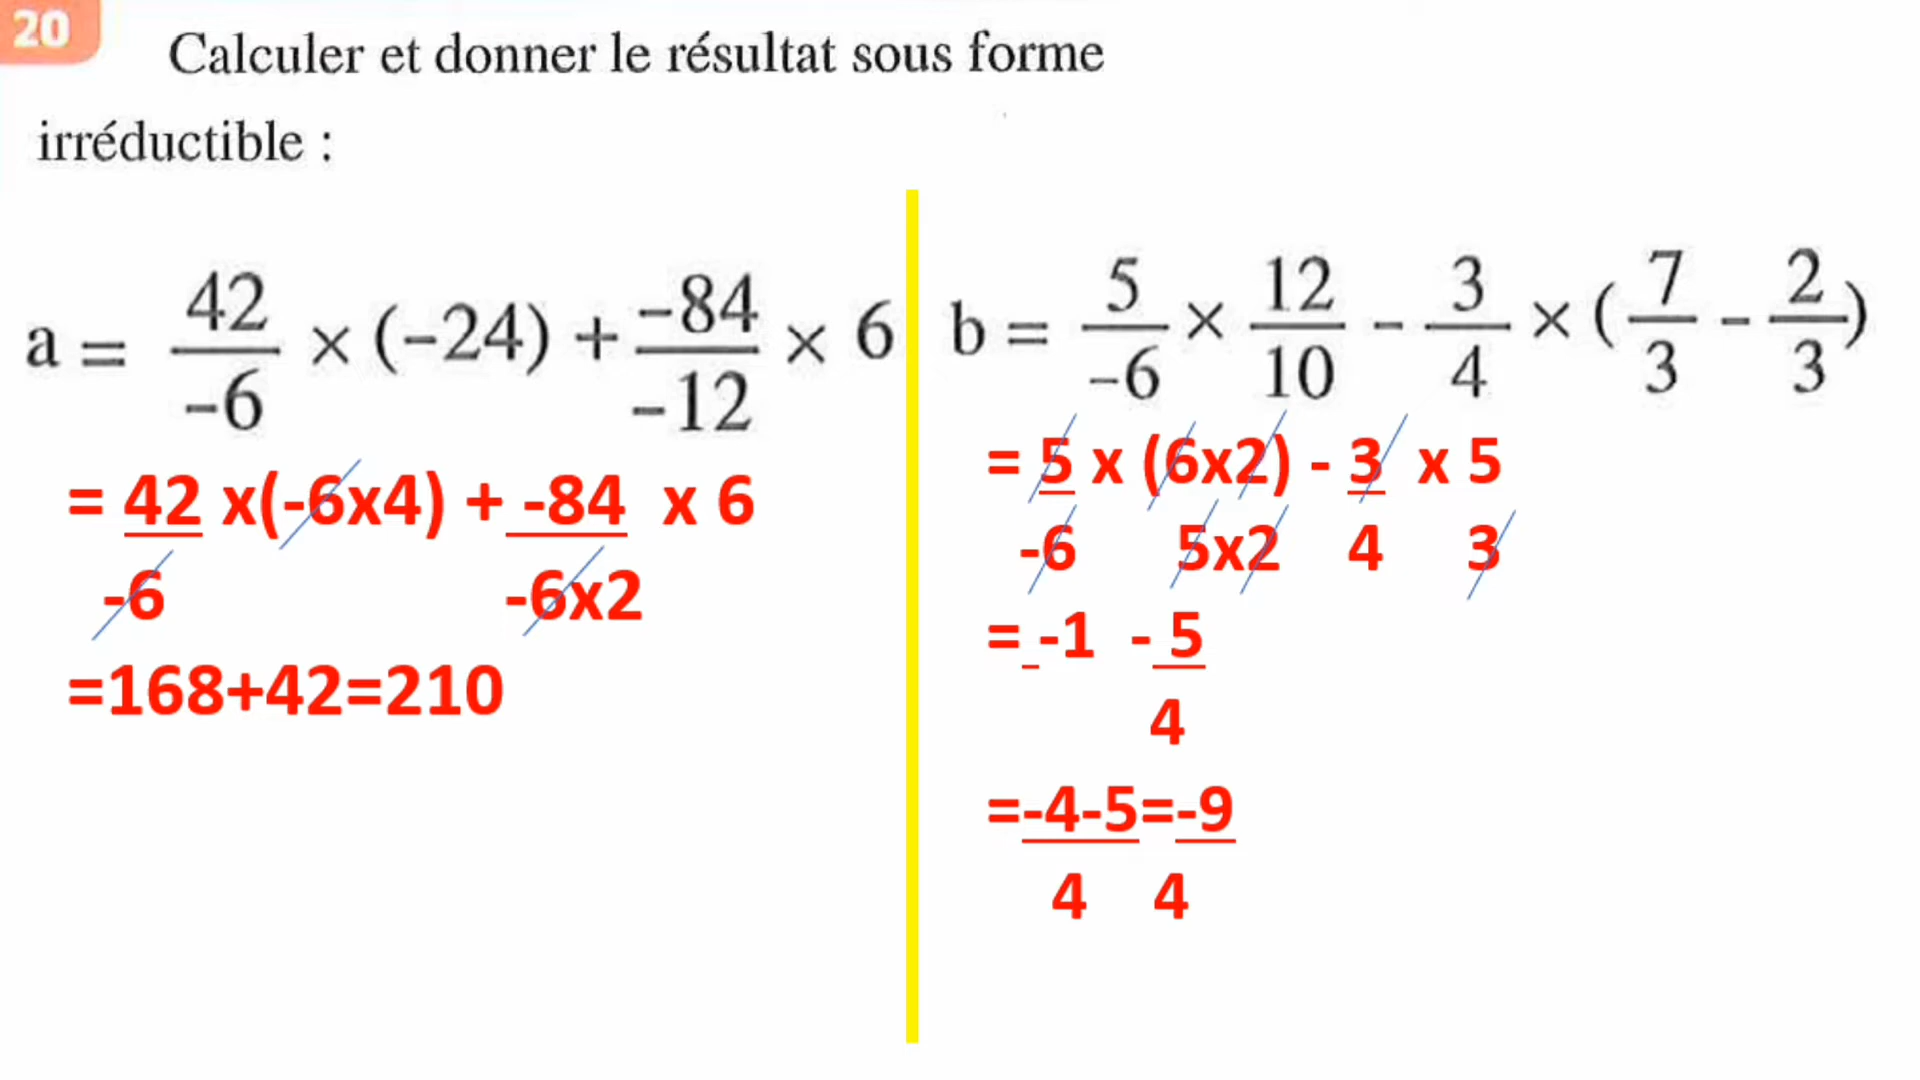 20
Calculer et donner le résultat sous forme
irréductible :
a = 42/-6 × (-24) + -84/-12 × 6
= 42 x(-6x4) + -84 x 6
-6 -6x2
=168+42=210
b = 5/-6 × 12/10 - 3/4 × (7/3 - 2/3)
= 5 x (6x2) - 3 x 5
-6 5x2 4 3
= -1 - 5
4
=-4-5=-9
4 4